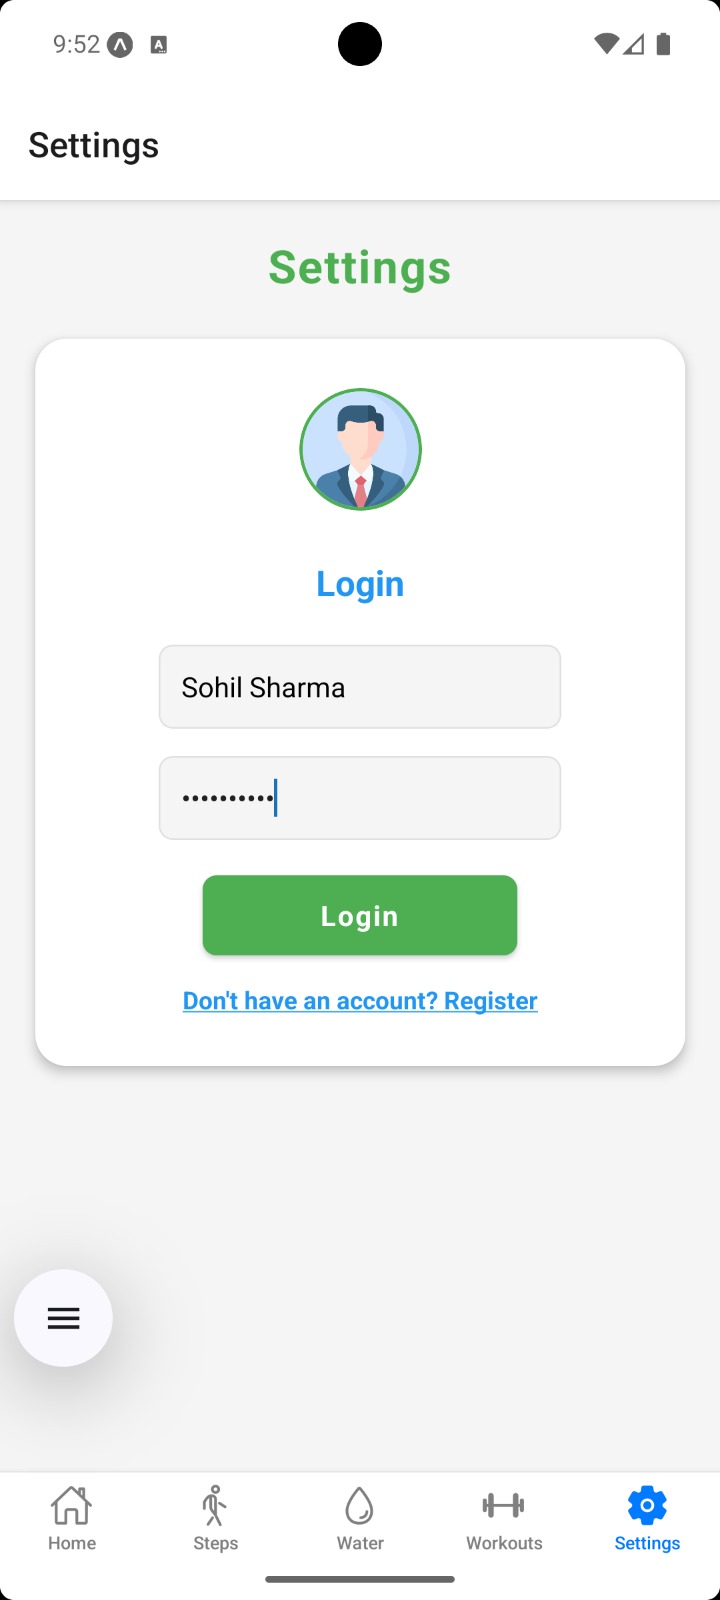 9:52
Settings
Settings
Login
Sohil Sharma
••••••••••
Login
Don't have an account? Register
Home
Steps
Water
Workouts
Settings